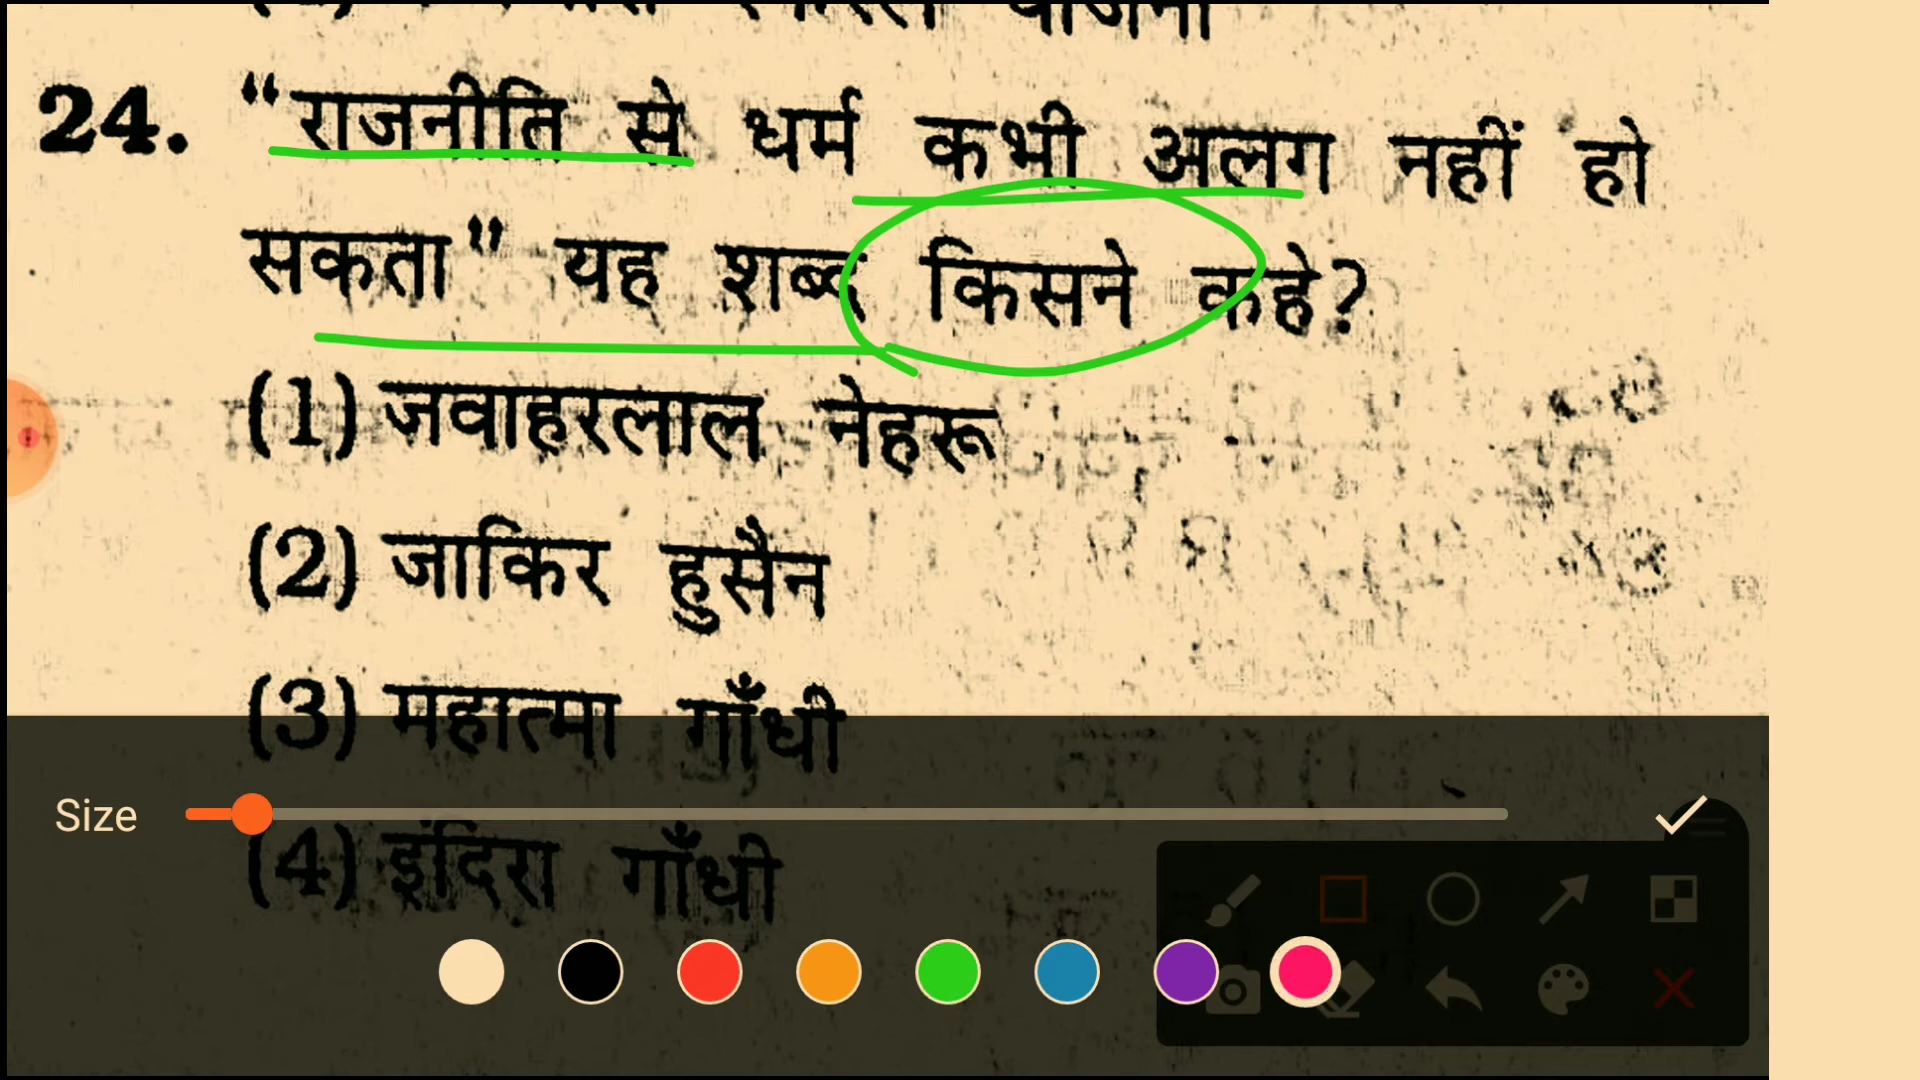 24. “राजनीति से धर्म कभी अलग नहीं हो
सकता” यह शब्द किसने कहे?
(1) जवाहरलाल नेहरू
(2) जाकिर हुसैन
(3) महात्मा गाँधी
Size
(4) इंदिरा गाँधी